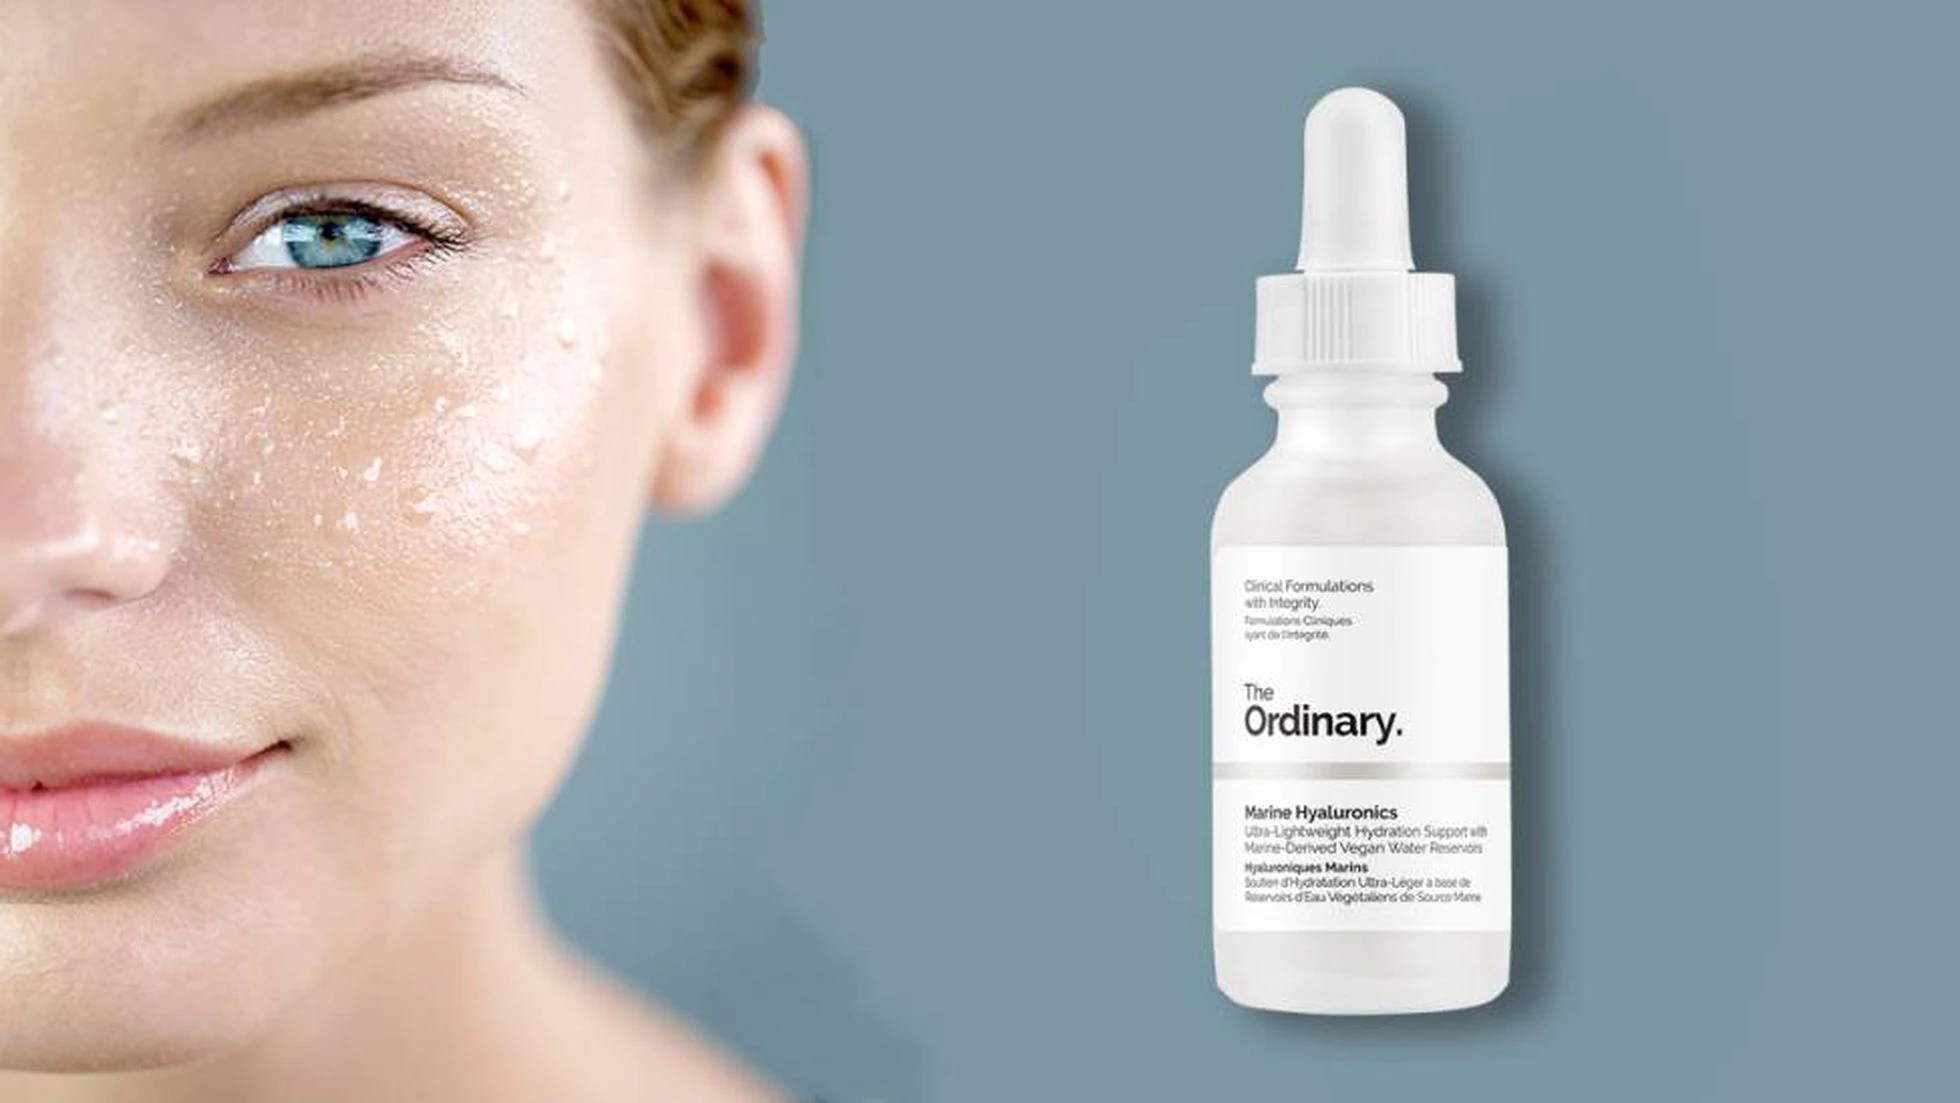 Clinical Formulations
with Integrity.
Formulations Cliniques
ayant de l'intégrité.
The
Ordinary.
Marine Hyaluronics
Ultra-Lightweight Hydration Support with
Marine-Derived Vegan Water Reservoirs
Hyaluroniques Marins
Soutien d'Hydratation Ultra-Léger à base de
Réservoirs d'Eau Végétaliens de Source Marine